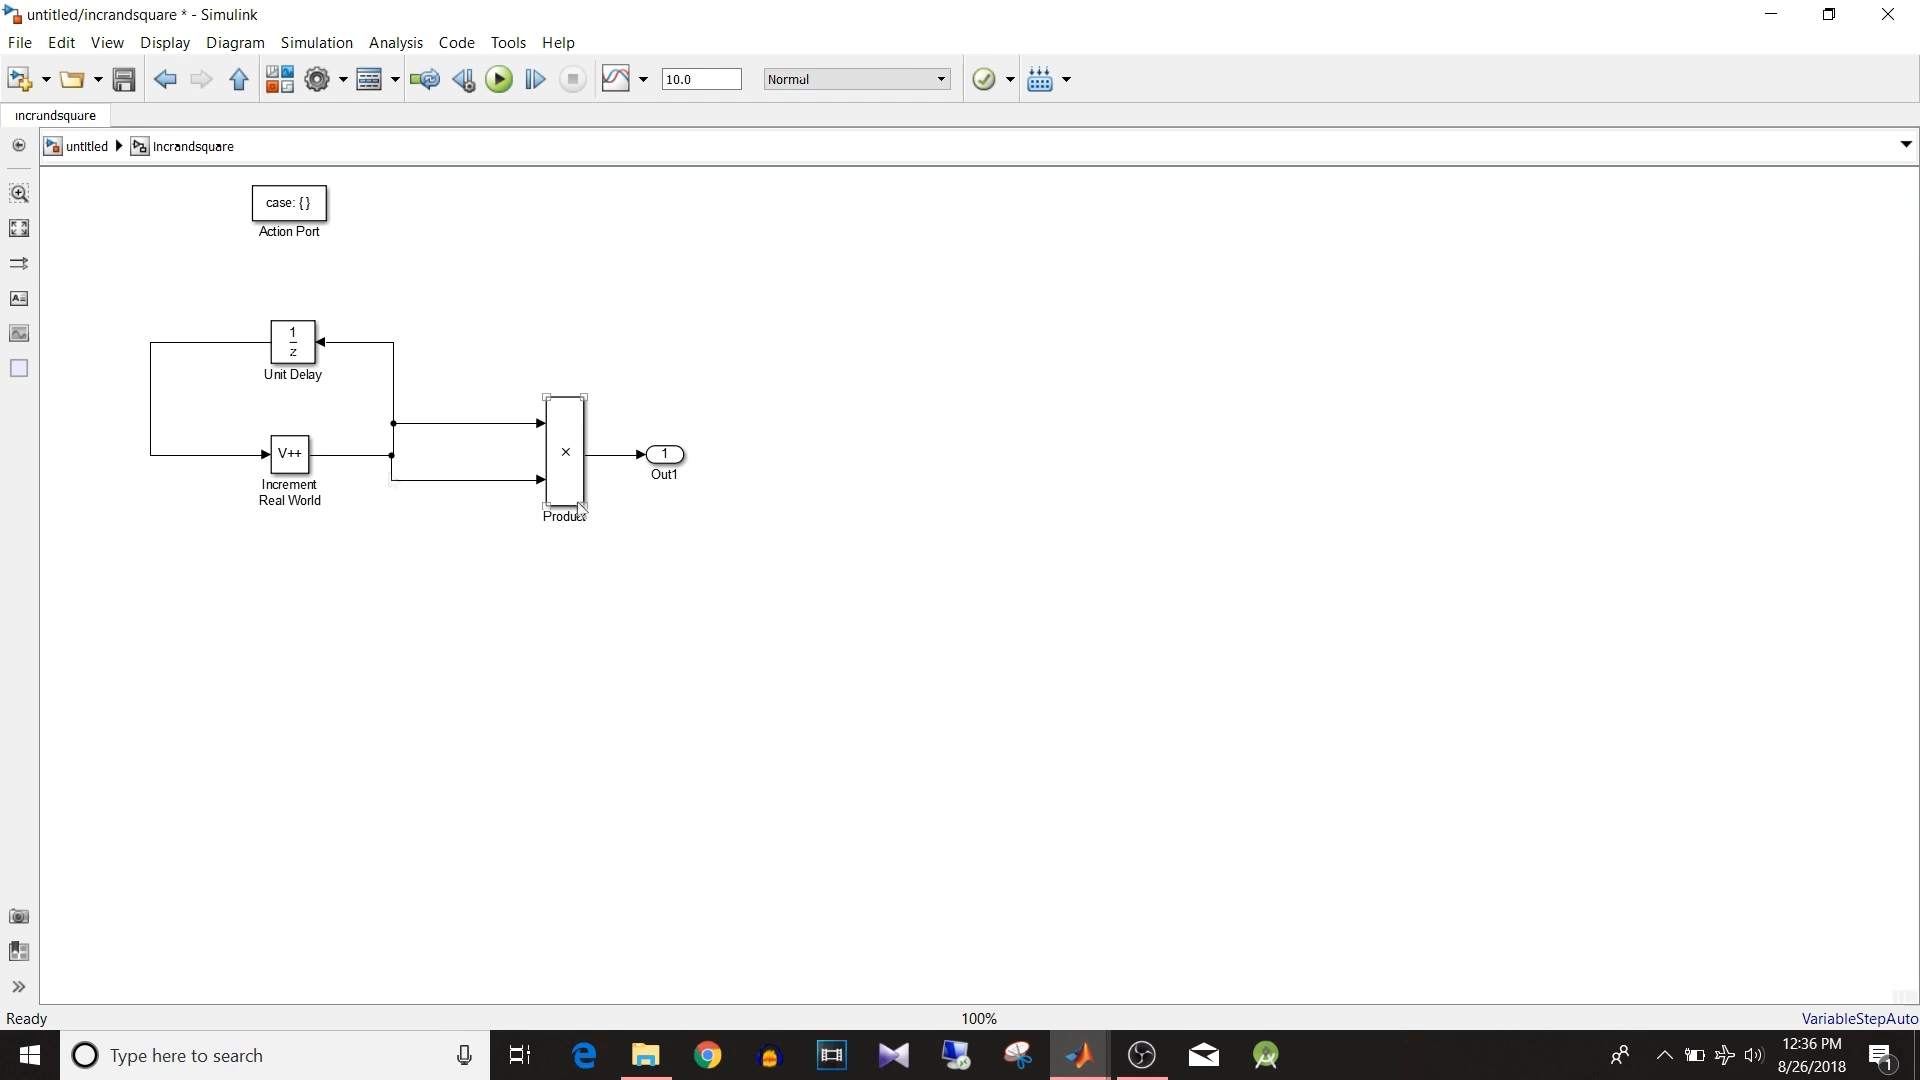 untitled/incrandsquare * - Simulink
File Edit View Display Diagram Simulation Analysis Code Tools Help
10.0 Normal
incrandsquare
untitled incrandsquare
case: { }
Action Port
1
z
Unit Delay
V++
Increment
Real World
×
Product
1
Out1
Ready 100% VariableStepAuto
Type here to search
12:36 PM
8/26/2018
1